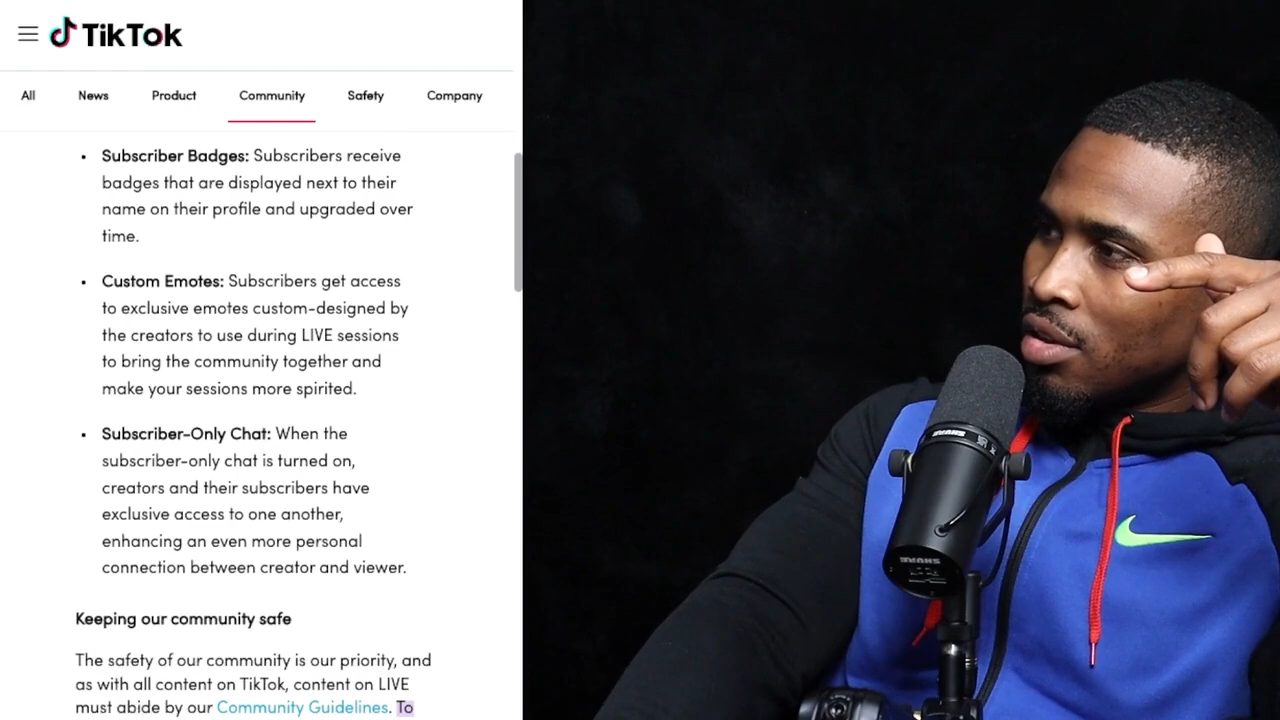 TikTok
All News Product Community Safety Company
• Subscriber Badges: Subscribers receive
badges that are displayed next to their
name on their profile and upgraded over
time.
• Custom Emotes: Subscribers get access
to exclusive emotes custom-designed by
the creators to use during LIVE sessions
to bring the community together and
make your sessions more spirited.
• Subscriber-Only Chat: When the
subscriber-only chat is turned on,
creators and their subscribers have
exclusive access to one another,
enhancing an even more personal
connection between creator and viewer.
Keeping our community safe
The safety of our community is our priority, and
as with all content on TikTok, content on LIVE
must abide by our Community Guidelines. To
SHURE
SHURE